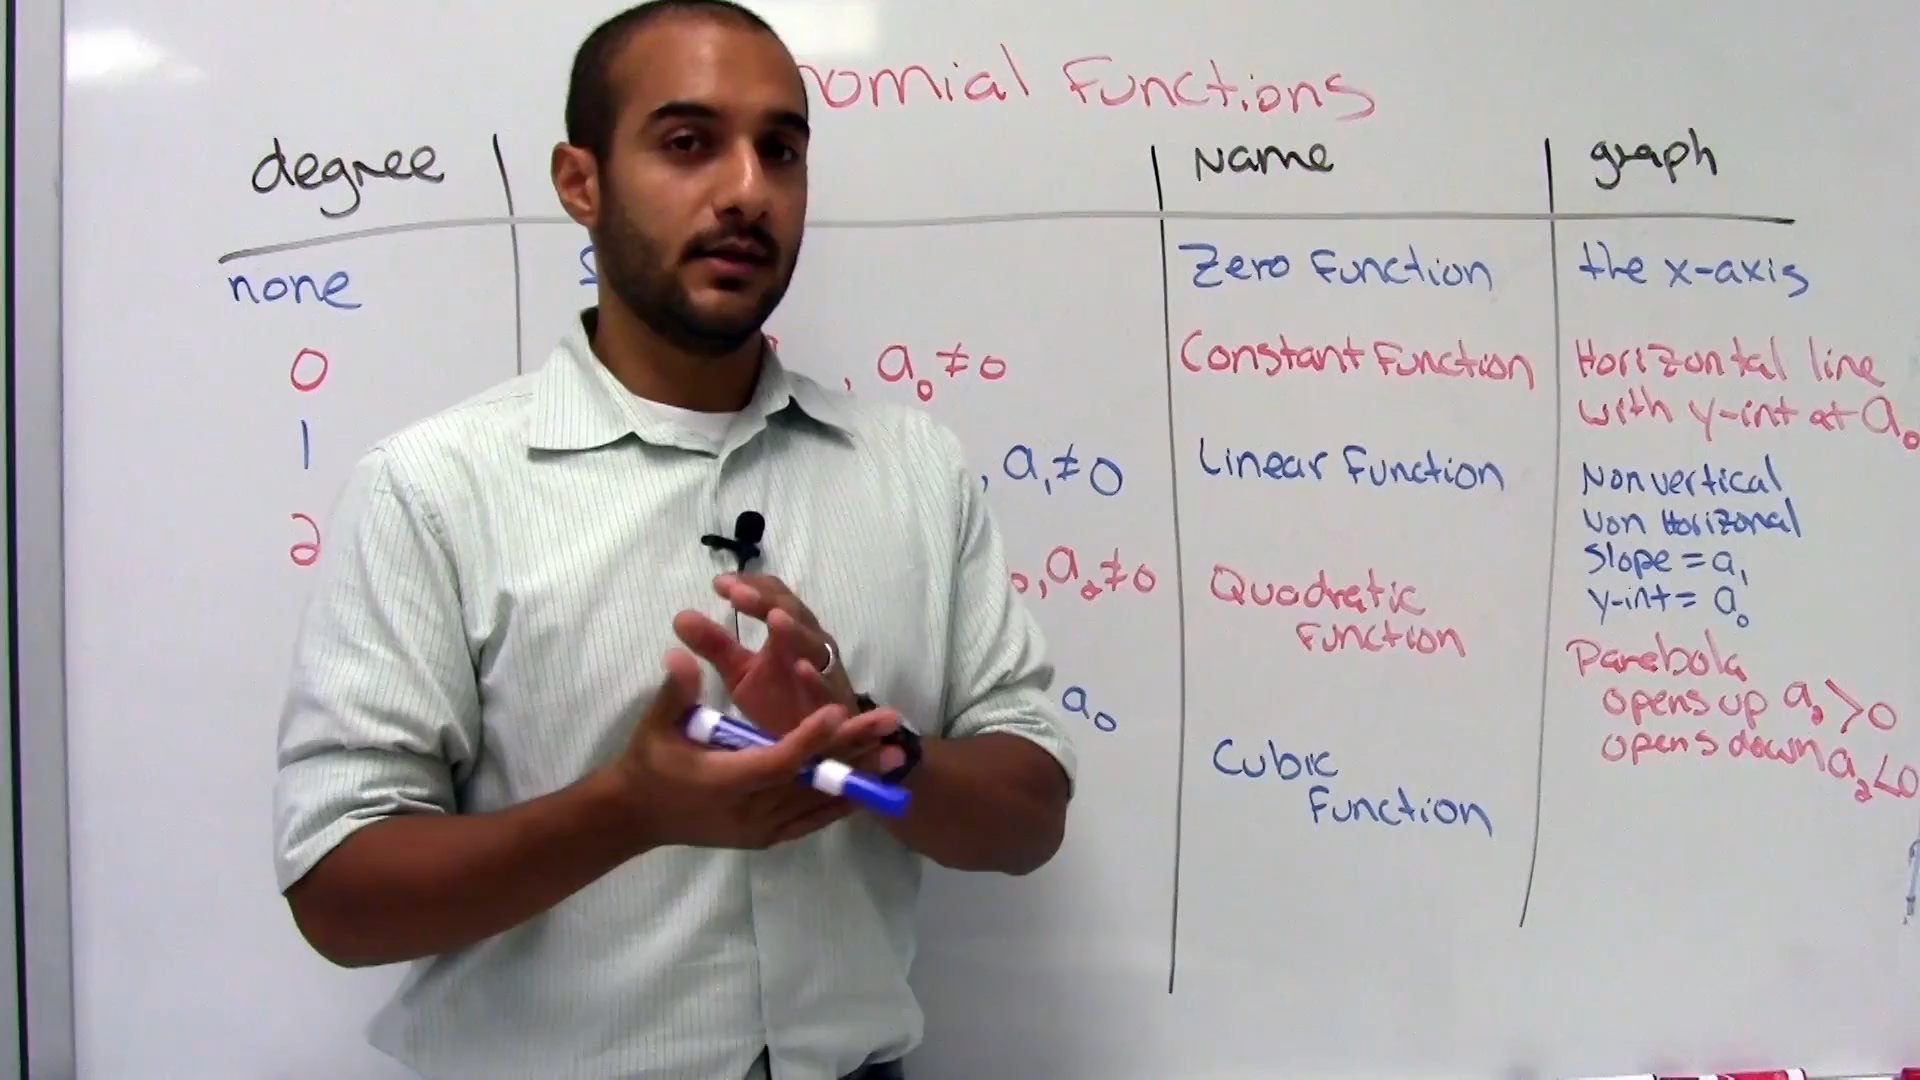 nomial Functions
degree
Name
graph
none
Zero Function
the x-axis
0
, a₀ ≠ 0
Constant Function
Horizontal line
with y-int at a₀
1
, a₁ ≠ 0
Linear Function
Nonvertical
Non Horizonal
Slope = a₁
y-int = a₀
2
₀, a₂ ≠ 0
Quadratic
Function
Parabola
opens up a₂ > 0
opens down a₂ < 0
a₀
Cubic
Function